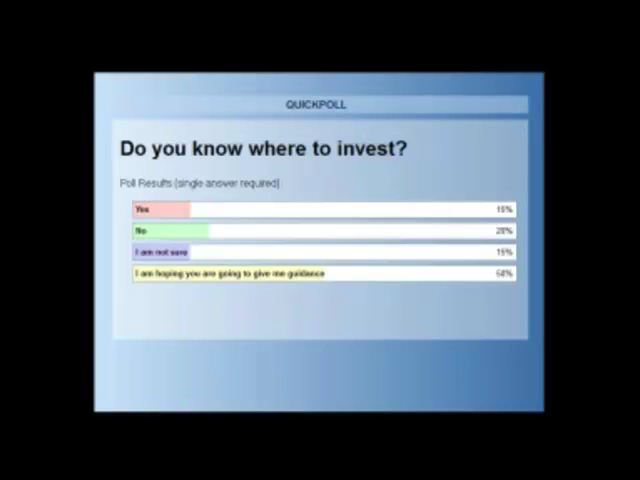 QUICKPOLL
Do you know where to invest?
Poll Results (single answer required)
Yes 15%
No 20%
I am not sure 15%
I am hoping you are going to give me guidance 50%